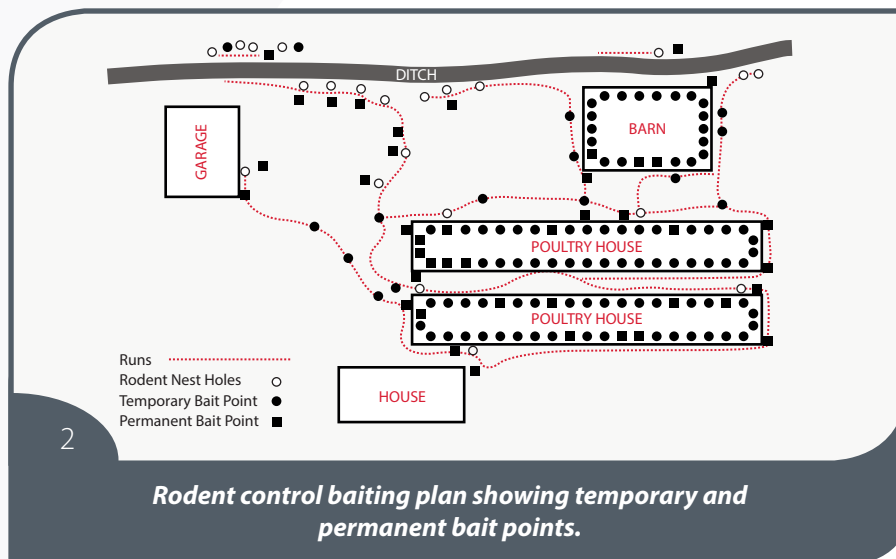 DITCH
GARAGE
BARN
POULTRY HOUSE
POULTRY HOUSE
HOUSE
Runs
Rodent Nest Holes
Temporary Bait Point
Permanent Bait Point
2
Rodent control baiting plan showing temporary and
permanent bait points.